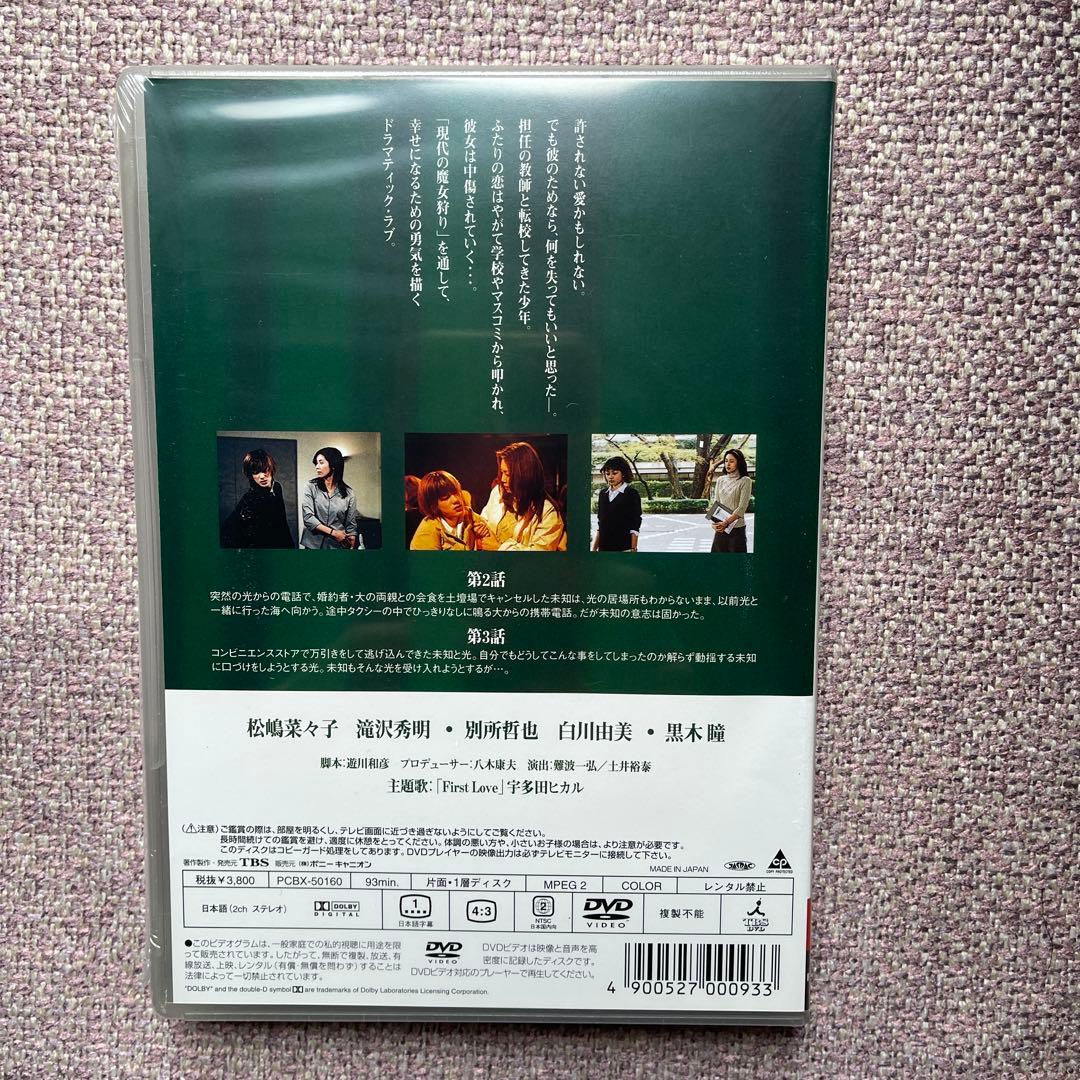 許されない愛かもしれない。
でも彼のためなら、何を失ってもいいと思った―。
担任の教師と転校してきた少年。
ふたりの恋はやがて学校やマスコミから叩かれ、
彼女は中傷されていく･･･。
「現代の魔女狩り」を通して、
幸せになるための勇気を描く
ドラマティック・ラブ。
第2話
突然の光からの電話で、婚約者・大の両親との会食を土壇場でキャンセルした未知は、光の居場所もわからないまま、以前光と
一緒に行った海へ向かう。途中タクシーの中でひっきりなしに鳴る大からの携帯電話。だが未知の意志は固かった。
第3話
コンビニエンスストアで万引きをして逃げ込んできた未知と光。自分でもどうしてこんな事をしてしまったのか解らず動揺する未知
に口づけをしようとする光。未知もそんな光を受け入れようとするが…。
松嶋菜々子 滝沢秀明・別所哲也 白川由美・黒木 瞳
脚本:遊川和彦 プロデューサー:八木康夫 演出:難波一弘／土井裕泰
主題歌:「First Love」宇多田ヒカル
(⚠注意) ご鑑賞の際は、部屋を明るくし、テレビ画面に近づき過ぎないようにしてご覧ください。
長時間続けての鑑賞を避け、適度に休憩をとってください。体調の悪い方や、小さいお子様の場合は、より注意が必要です。
このディスクはコピーガード処理をしてあります。DVDプレイヤーの映像出力は必ずテレビモニターに接続して下さい。
著作製作・発売元 TBS 販売元 ㈱ポニーキャニオン
MADE IN JAPAN
JASRAC
CP
COPY PROTECTED
税抜¥3,800 PCBX-50160 93min. 片面・1層ディスク MPEG 2 COLOR レンタル禁止
日本語(2ch ステレオ) DOLBY DIGITAL 1 日本語字幕 4:3 2 NTSC 日本国内向 DVD VIDEO 複製不能 TBS DVD
●このビデオグラムは、一般家庭での私的視聴に用途を限
って販売されています。したがって、無断で複製、放送、有
線放送、上映、レンタル(有償・無償を問わず)することは
法律によって一切禁止されています。
DVD VIDEO
DVDビデオは映像と音声を高
密度に記録したディスクです。
DVDビデオ対応のプレーヤーで再生してください。
"DOLBY" and the double-D symbol are trademarks of Dolby Laboratories Licensing Corporation.
4 900527 000933